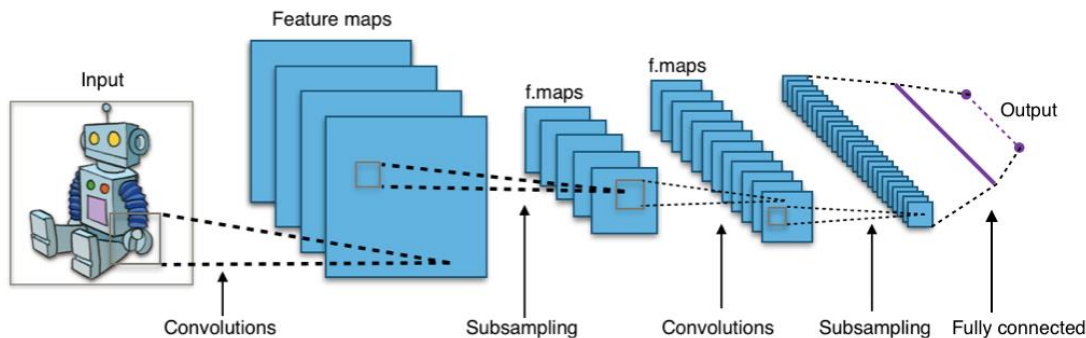 Feature maps
Input
f.maps
f.maps
Output
Convolutions
Subsampling
Convolutions
Subsampling
Fully connected